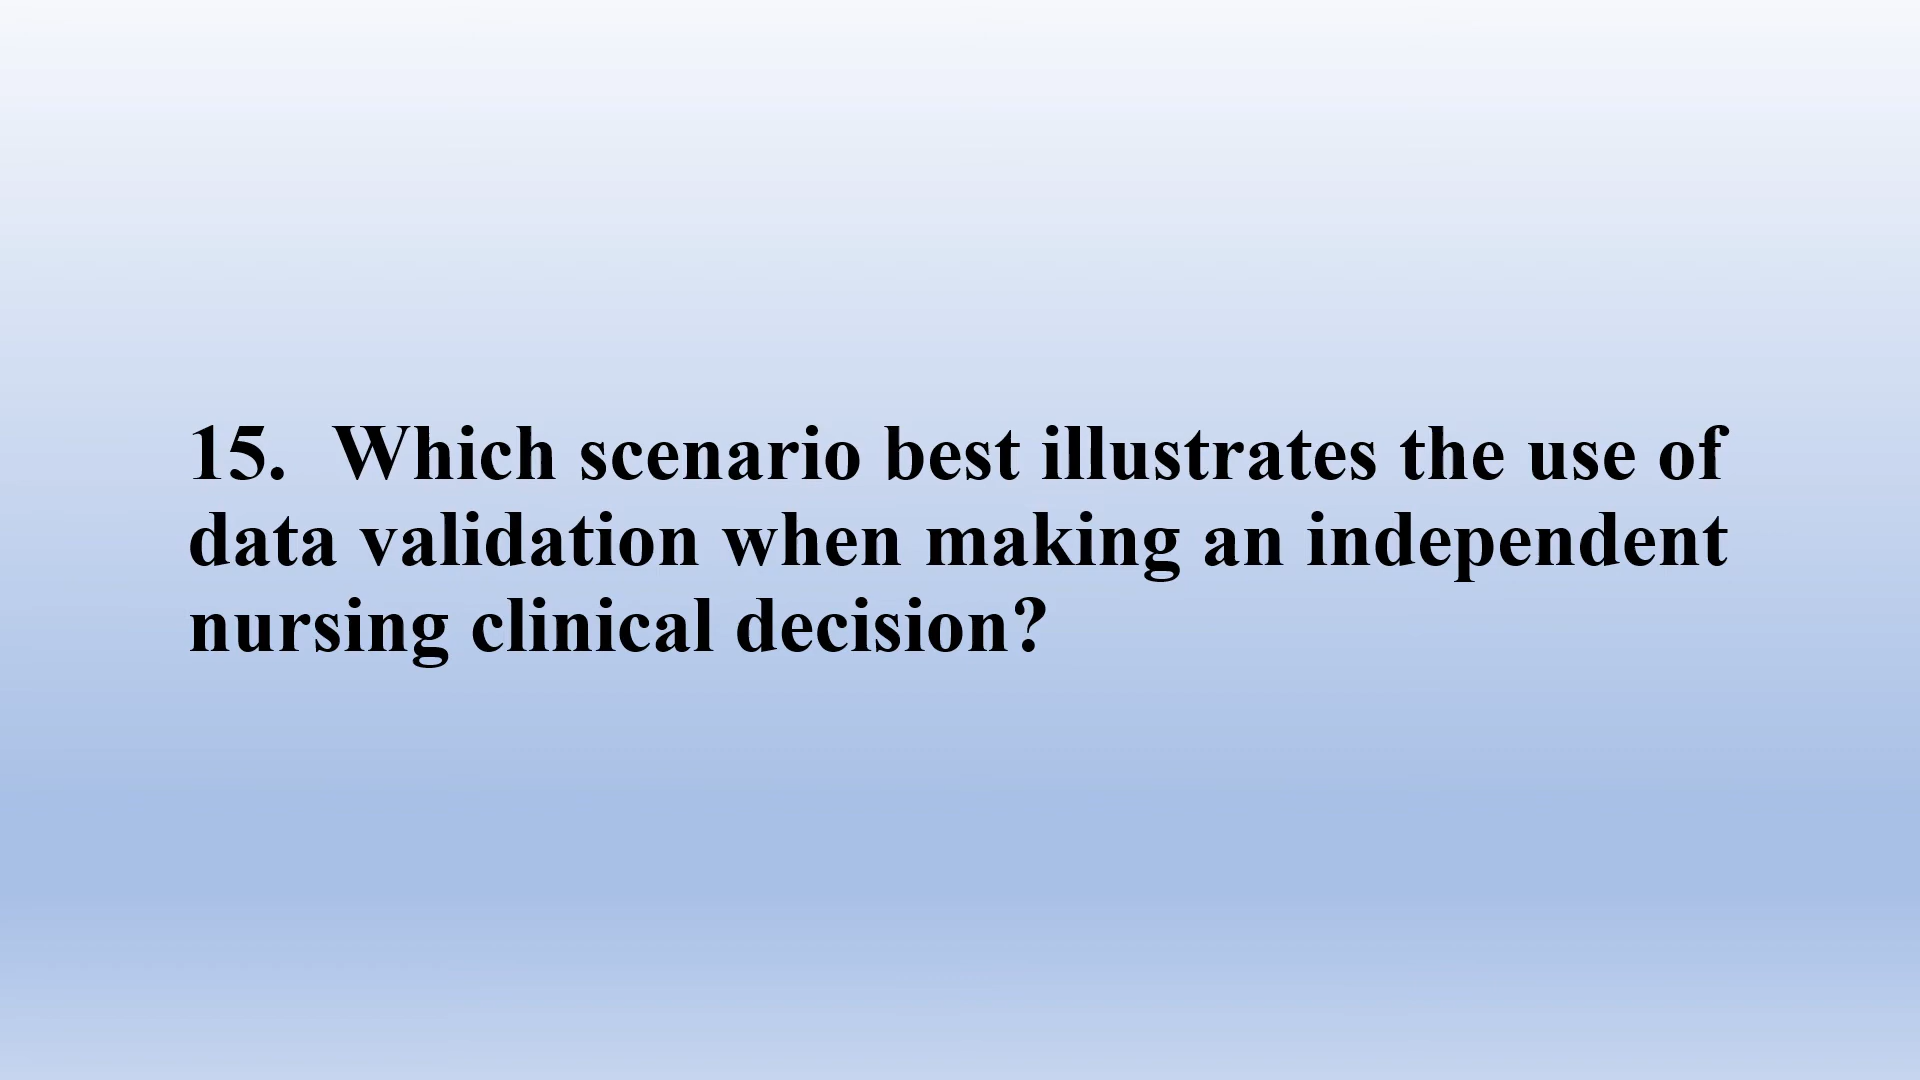 15. Which scenario best illustrates the use of
data validation when making an independent
nursing clinical decision?